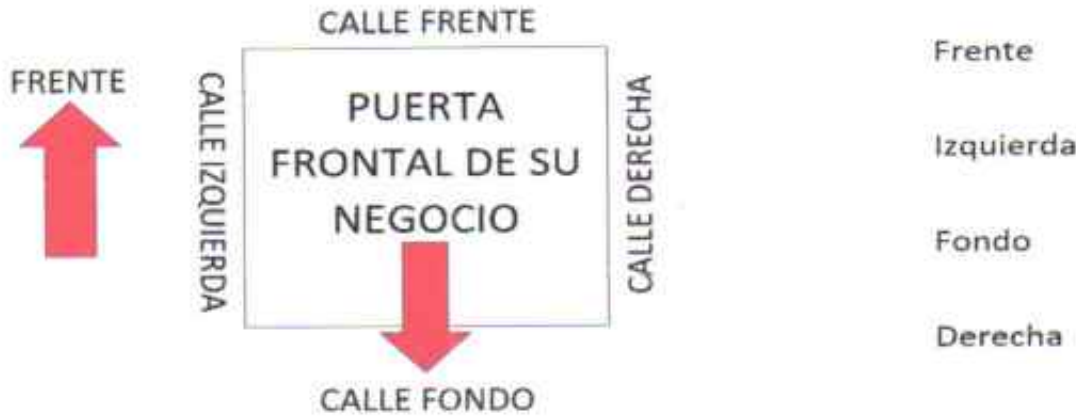 CALLE FRENTE
FRENTE
CALLE IZQUIERDA
PUERTA
FRONTAL DE SU
NEGOCIO
CALLE DERECHA
CALLE FONDO
Frente
Izquierda
Fondo
Derecha